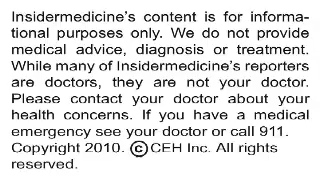 Insidermedicine's content is for informa-
tional purposes only. We do not provide
medical advice, diagnosis or treatment.
While many of Insidermedicine's reporters
are doctors, they are not your doctor.
Please contact your doctor about your
health concerns. If you have a medical
emergency see your doctor or call 911.
Copyright 2010. © CEH Inc. All rights
reserved.